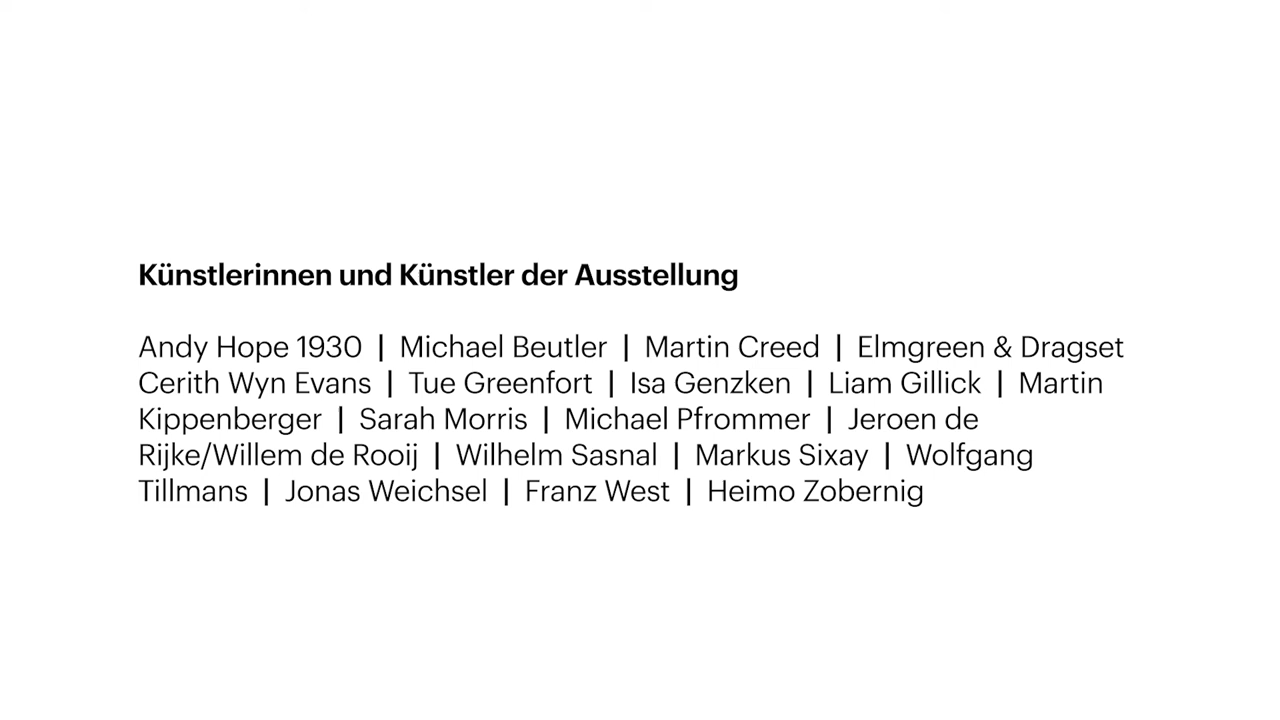 Künstlerinnen und Künstler der Ausstellung
Andy Hope 1930 | Michael Beutler | Martin Creed | Elmgreen & Dragset
Cerith Wyn Evans | Tue Greenfort | Isa Genzken | Liam Gillick | Martin
Kippenberger | Sarah Morris | Michael Pfrommer | Jeroen de
Rijke/Willem de Rooij | Wilhelm Sasnal | Markus Sixay | Wolfgang
Tillmans | Jonas Weichsel | Franz West | Heimo Zobernig